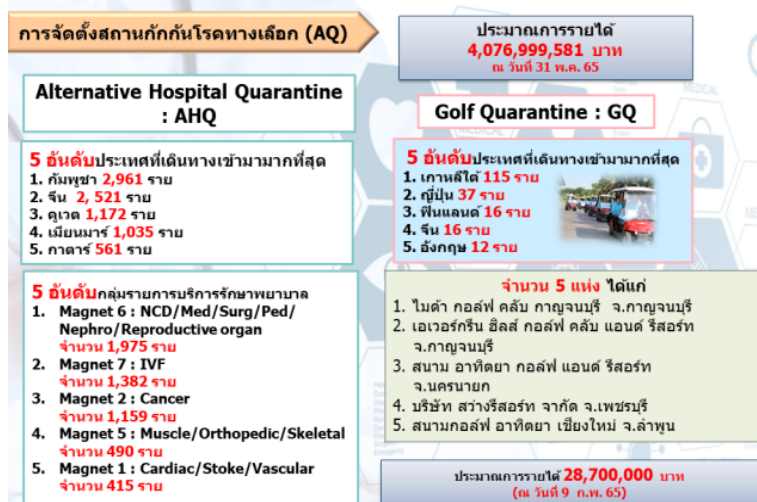 การจัดตั้งสถานกักกันโรคทางเลือก (AQ)
ประมาณการรายได้
4,076,999,581 บาท
ณ วันที่ 31 พ.ค. 65
Alternative Hospital Quarantine
: AHQ
5 อันดับประเทศที่เดินทางเข้ามามากที่สุด
1. กัมพูชา 2,961 ราย
2. จีน 2, 521 ราย
3. คูเวต 1,172 ราย
4. เมียนมาร์ 1,035 ราย
5. กาตาร์ 561 ราย
5 อันดับกลุ่มรายการบริการรักษาพยาบาล
1. Magnet 6 : NCD/Med/Surg/Ped/
Nephro/Reproductive organ
จำนวน 1,975 ราย
2. Magnet 7 : IVF
จำนวน 1,382 ราย
3. Magnet 2 : Cancer
จำนวน 1,159 ราย
4. Magnet 5 : Muscle/Orthopedic/Skeletal
จำนวน 490 ราย
5. Magnet 1 : Cardiac/Stoke/Vascular
จำนวน 415 ราย
Golf Quarantine : GQ
5 อันดับประเทศที่เดินทางเข้ามามากที่สุด
1. เกาหลีใต้ 115 ราย
2. ญี่ปุ่น 37 ราย
3. ฟินแลนด์ 16 ราย
4. จีน 16 ราย
5. อังกฤษ 12 ราย
จำนวน 5 แห่ง ได้แก่
1. ไมด้า กอล์ฟ คลับ กาญจนบุรี จ.กาญจนบุรี
2. เอเวอร์กรีน ฮิลส์ กอล์ฟ คลับ แอนด์ รีสอร์ท
จ.กาญจนบุรี
3. สนาม อาทิตยา กอล์ฟ แอนด์ รีสอร์ท
จ.นครนายก
4. บริษัท สว่างรีสอร์ท จำกัด จ.เพชรบุรี
5. สนามกอล์ฟ อาทิตยา เชียงใหม่ จ.ลำพูน
ประมาณการรายได้ 28,700,000 บาท
(ณ วันที่ 9 ก.พ. 65)